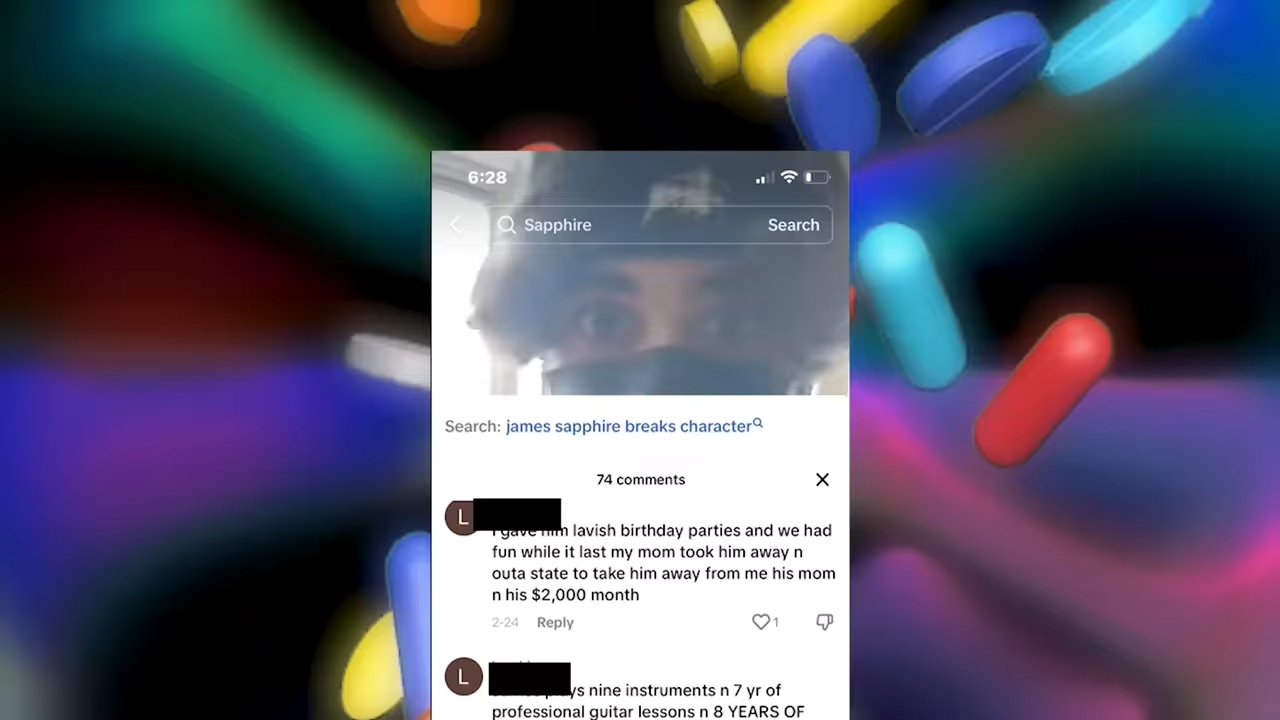 6:28
Sapphire
Search
Search: james sapphire breaks character
74 comments
L
I gave him lavish birthday parties and we had
fun while it last my mom took him away n
outa state to take him away from me his mom
n his $2,000 month
2-24 Reply
1
L
nine instruments n 7 yr of
professional guitar lessons n 8 YEARS OF